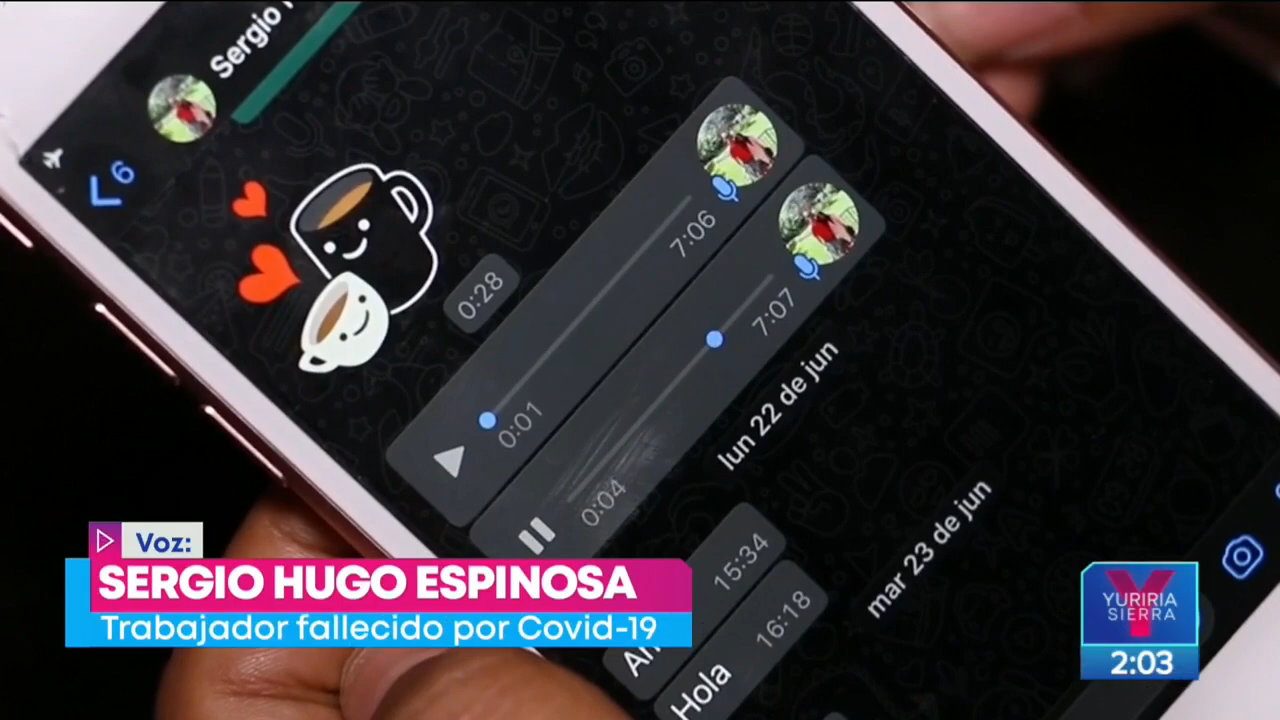 Sergio
6
0:28
7:06
0:01
7:07
0:04
lun 22 de jun
15:34
mar 23 de jun
16:18
Hola
Voz:
SERGIO HUGO ESPINOSA
Trabajador fallecido por Covid-19
YURIRIA
SIERRA
2:03